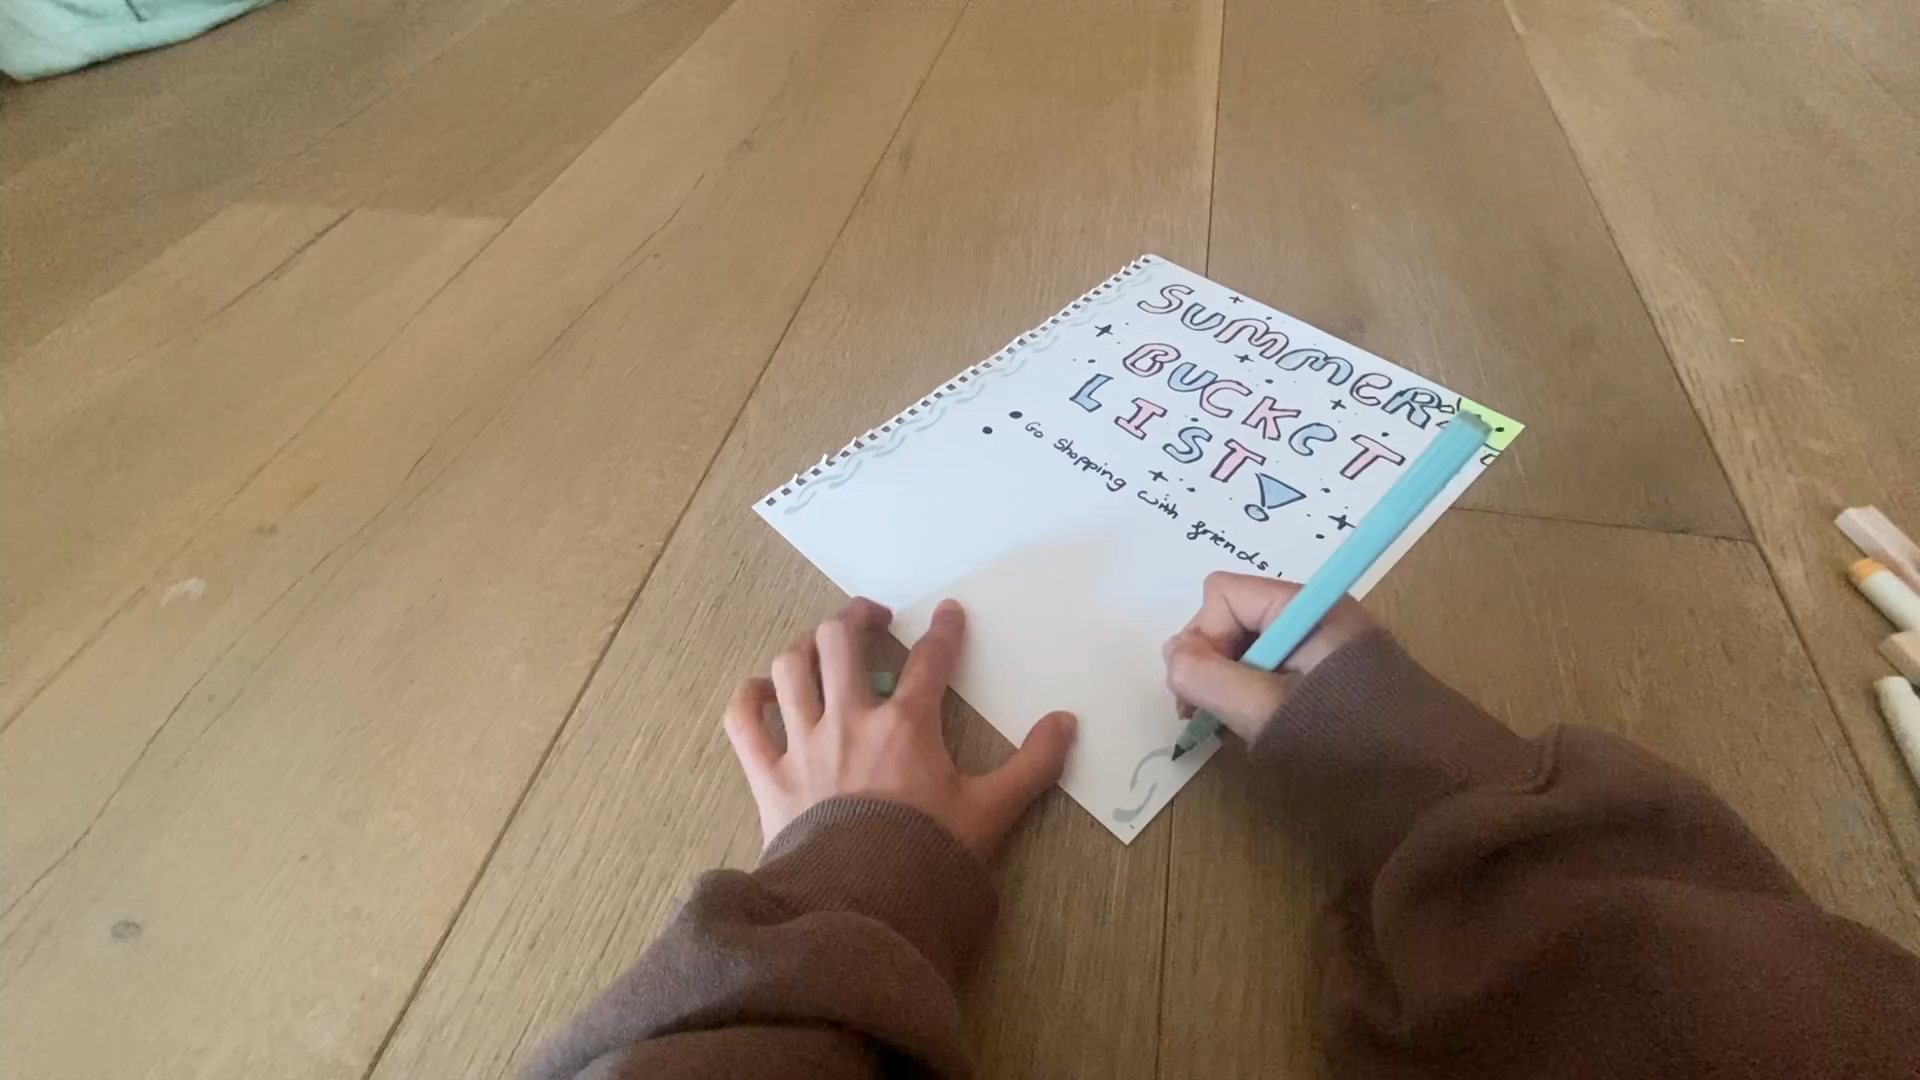 SUMMER
BUCKET
LIST!
• Go shopping with friends!
•